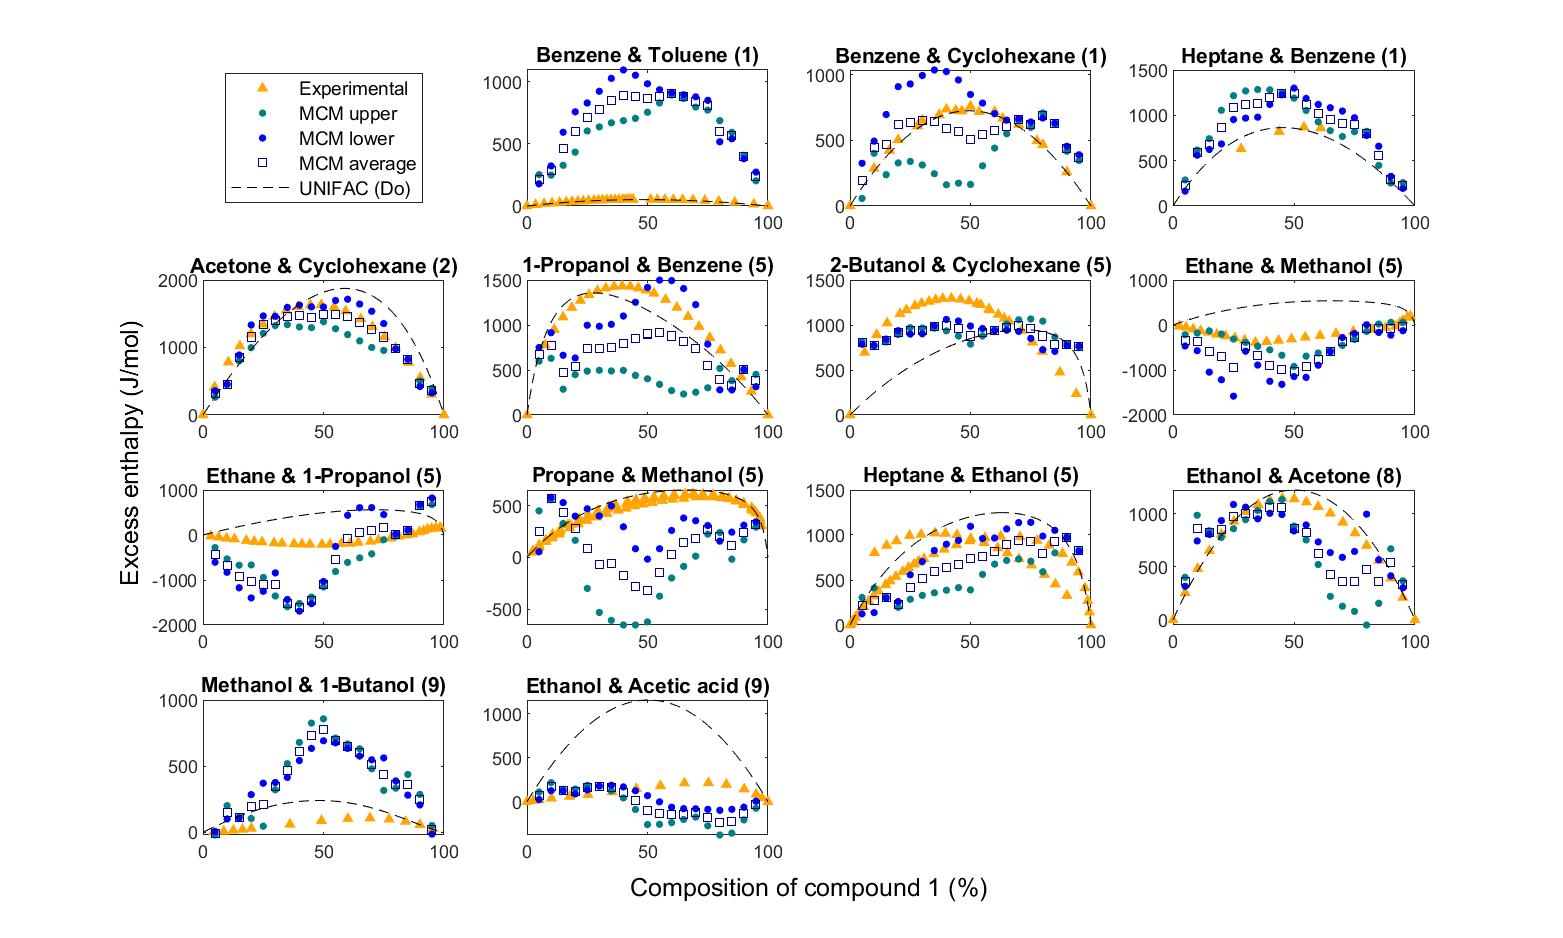 Experimental
MCM upper
MCM lower
MCM average
UNIFAC (Do)
Benzene & Toluene (1)
1000
500
0
0 50 100
Benzene & Cyclohexane (1)
1000
500
0
0 50 100
Heptane & Benzene (1)
1500
1000
500
0
0 50 100
Acetone & Cyclohexane (2)
2000
1000
0
0 50 100
1-Propanol & Benzene (5)
1500
1000
500
0
0 50 100
2-Butanol & Cyclohexane (5)
1500
1000
500
0
0 50 100
Ethane & Methanol (5)
1000
0
-1000
-2000
0 50 100
Excess enthalpy (J/mol)
Ethane & 1-Propanol (5)
1000
0
-1000
-2000
0 50 100
Propane & Methanol (5)
500
0
-500
0 50 100
Heptane & Ethanol (5)
1500
1000
500
0
0 50 100
Ethanol & Acetone (8)
1000
500
0
0 50 100
Methanol & 1-Butanol (9)
1000
500
0
0 50 100
Ethanol & Acetic acid (9)
1000
500
0
0 50 100
Composition of compound 1 (%)